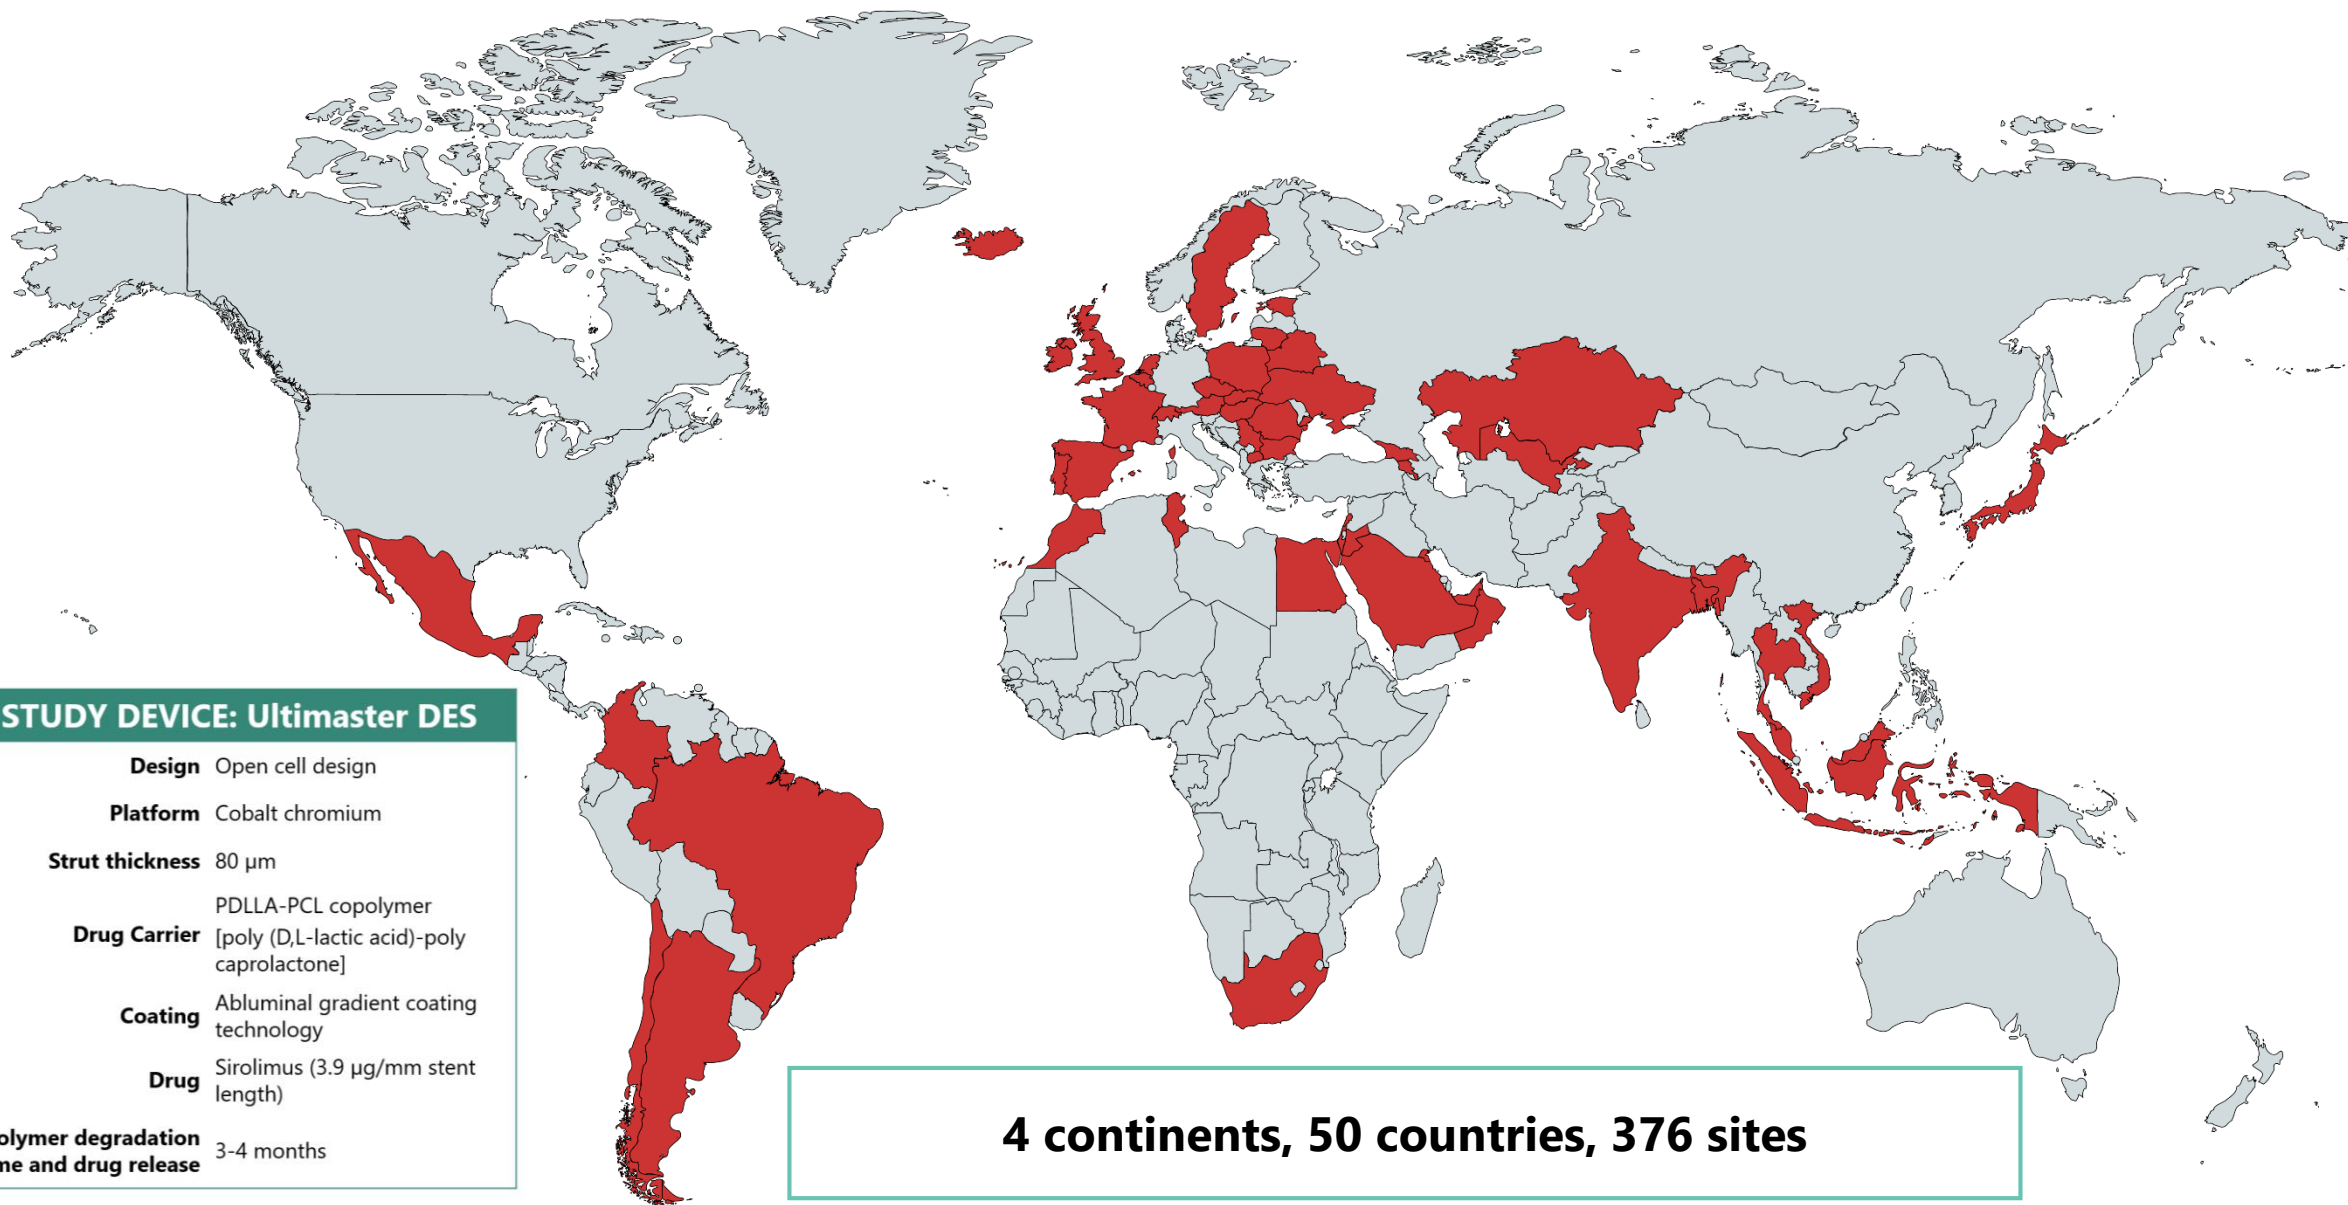 STUDY DEVICE: Ultimaster DES
Design Open cell design
Platform Cobalt chromium
Strut thickness 80 µm
Drug Carrier PDLLA-PCL copolymer
[poly (D,L-lactic acid)-poly
caprolactone]
Coating Abluminal gradient coating
technology
Drug Sirolimus (3.9 µg/mm stent
length)
degradation
and drug release 3-4 months
4 continents, 50 countries, 376 sites